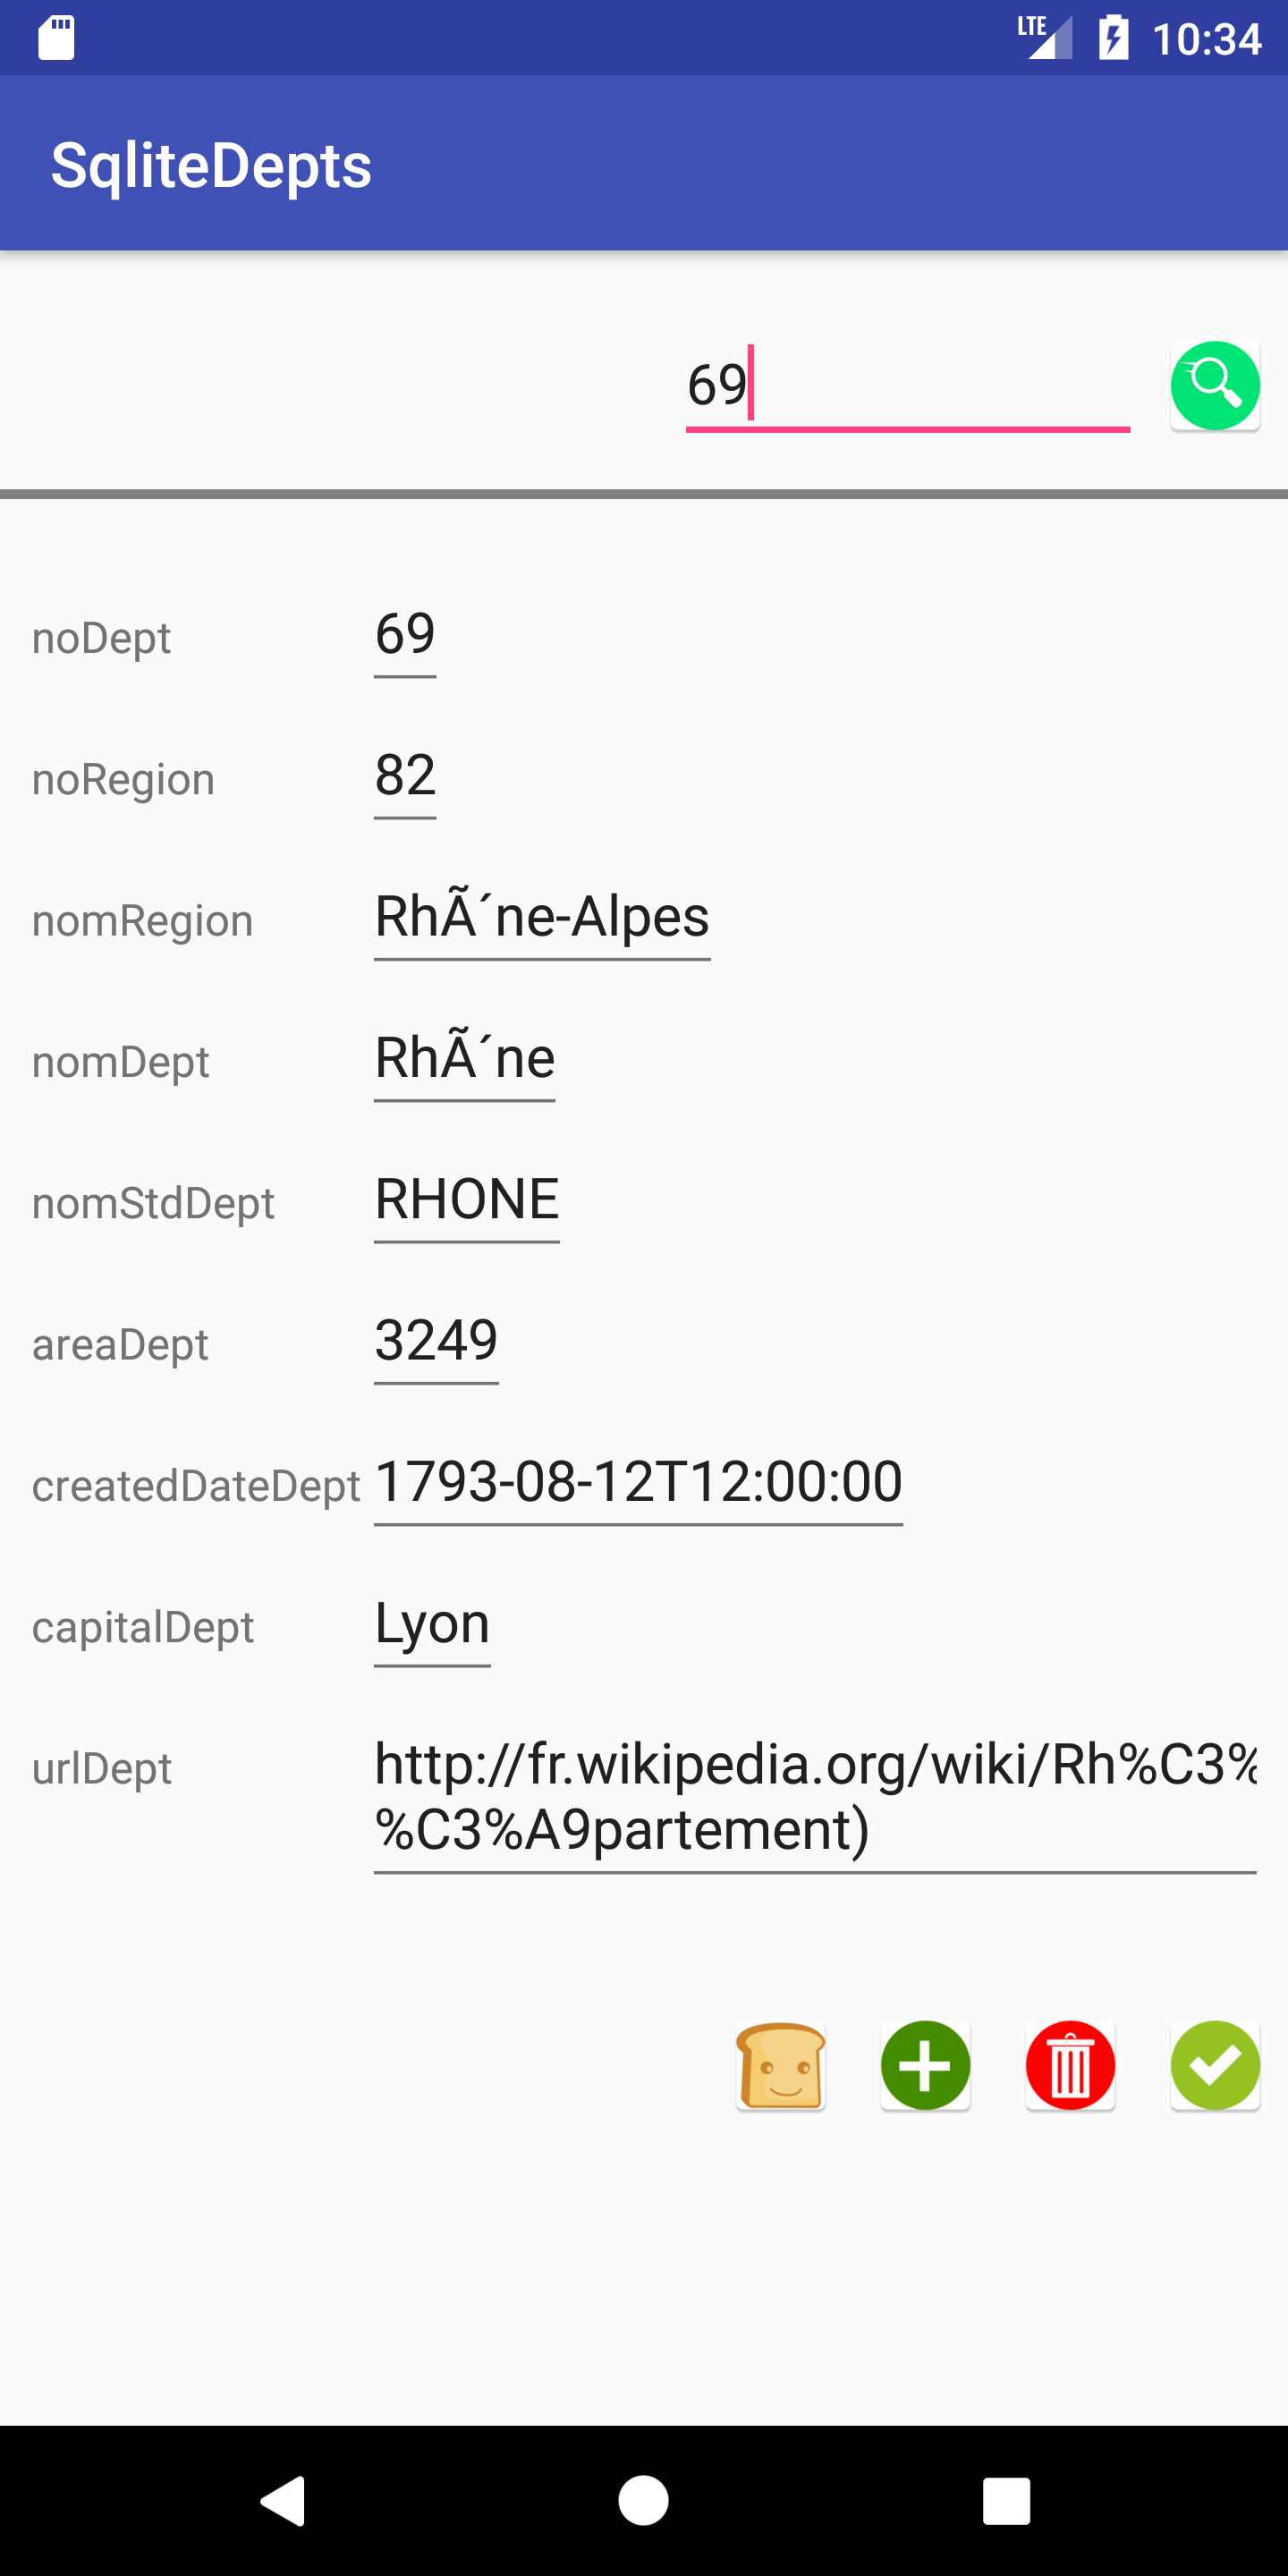 LTE 10:34
SqliteDepts
69
noDept 69
noRegion 82
nomRegion RhÃ´ne-Alpes
nomDept RhÃ´ne
nomStdDept RHONE
areaDept 3249
createdDateDept 1793-08-12T12:00:00
capitalDept Lyon
urlDept http://fr.wikipedia.org/wiki/Rh%C3%
%C3%A9partement)